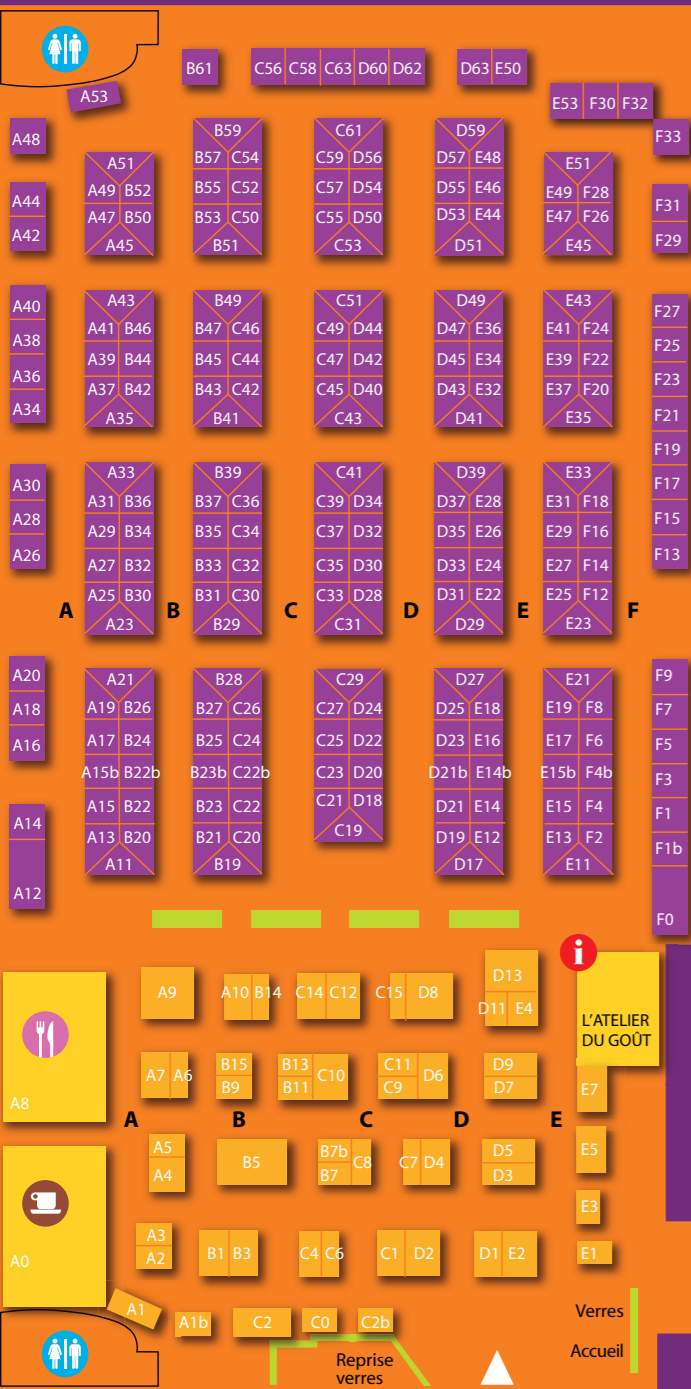 B61 C56 C58 C63 D60 D62 D63 E50
A53 E53 F30 F32
A48 B59 C61 D59 F33
A51 B57 C54 C59 D56 D57 E48 E51
A44 A49 B52 B55 C52 C57 D54 D55 E46 E49 F28 F31
A42 A47 B50 B53 C50 C55 D50 D53 E44 E47 F26 F29
A45 B51 C53 D51 E45
A40 A43 B49 C51 D49 E43 F27
A38 A41 B46 B47 C46 C49 D44 D47 E36 E41 F24 F25
A36 A39 B44 B45 C44 C47 D42 D45 E34 E39 F22 F23
A34 A37 B42 B43 C42 C45 D40 D43 E32 E37 F20 F21
A35 B41 C43 D41 E35
F19
A33 B39 C41 D39 E33
A30 A31 B36 B37 C36 C39 D34 D37 E28 E31 F18 F17
A28 A29 B34 B35 C34 C37 D32 D35 E26 E29 F16 F15
A26 A27 B32 B33 C32 C35 D30 D33 E24 E27 F14 F13
A25 B30 B31 C30 C33 D28 D31 E22 E25 F12
A B C D E F
A23 B29 C31 D29 E23
A20 A21 B28 C29 D27 E21 F9
A18 A19 B26 B27 C26 C27 D24 D25 E18 E19 F8 F7
A16 A17 B24 B25 C24 C25 D22 D23 E16 E17 F6 F5
A15b B22b B23b C22b C23 D20 D21b E14b E15b F4b F3
A14 A15 B22 B23 C22 C21 D18 D21 E14 E15 F4 F1
A13 B20 B21 C20 C19 D19 E12 E13 F2 F1b
A11 B19 D17 E11
A12 F0
i
A9 A10 B14 C14 C12 C15 D8 D13
D11 E4
L'ATELIER
DU GOÛT
A7 A6 B15 B13 C10 C11 D6 D9
B9 B11 C9 D7 E7
A8
A B C D E
A5 B5 B7b C8 C7 D4 D5 E5
A4 B7 D3
E3
A3 B1 B3 C4 C6 C1 D2 D1 E2 E1
A2
A0
A1 A1b C2 C0 C2b
Verres
Accueil
Reprise
verres